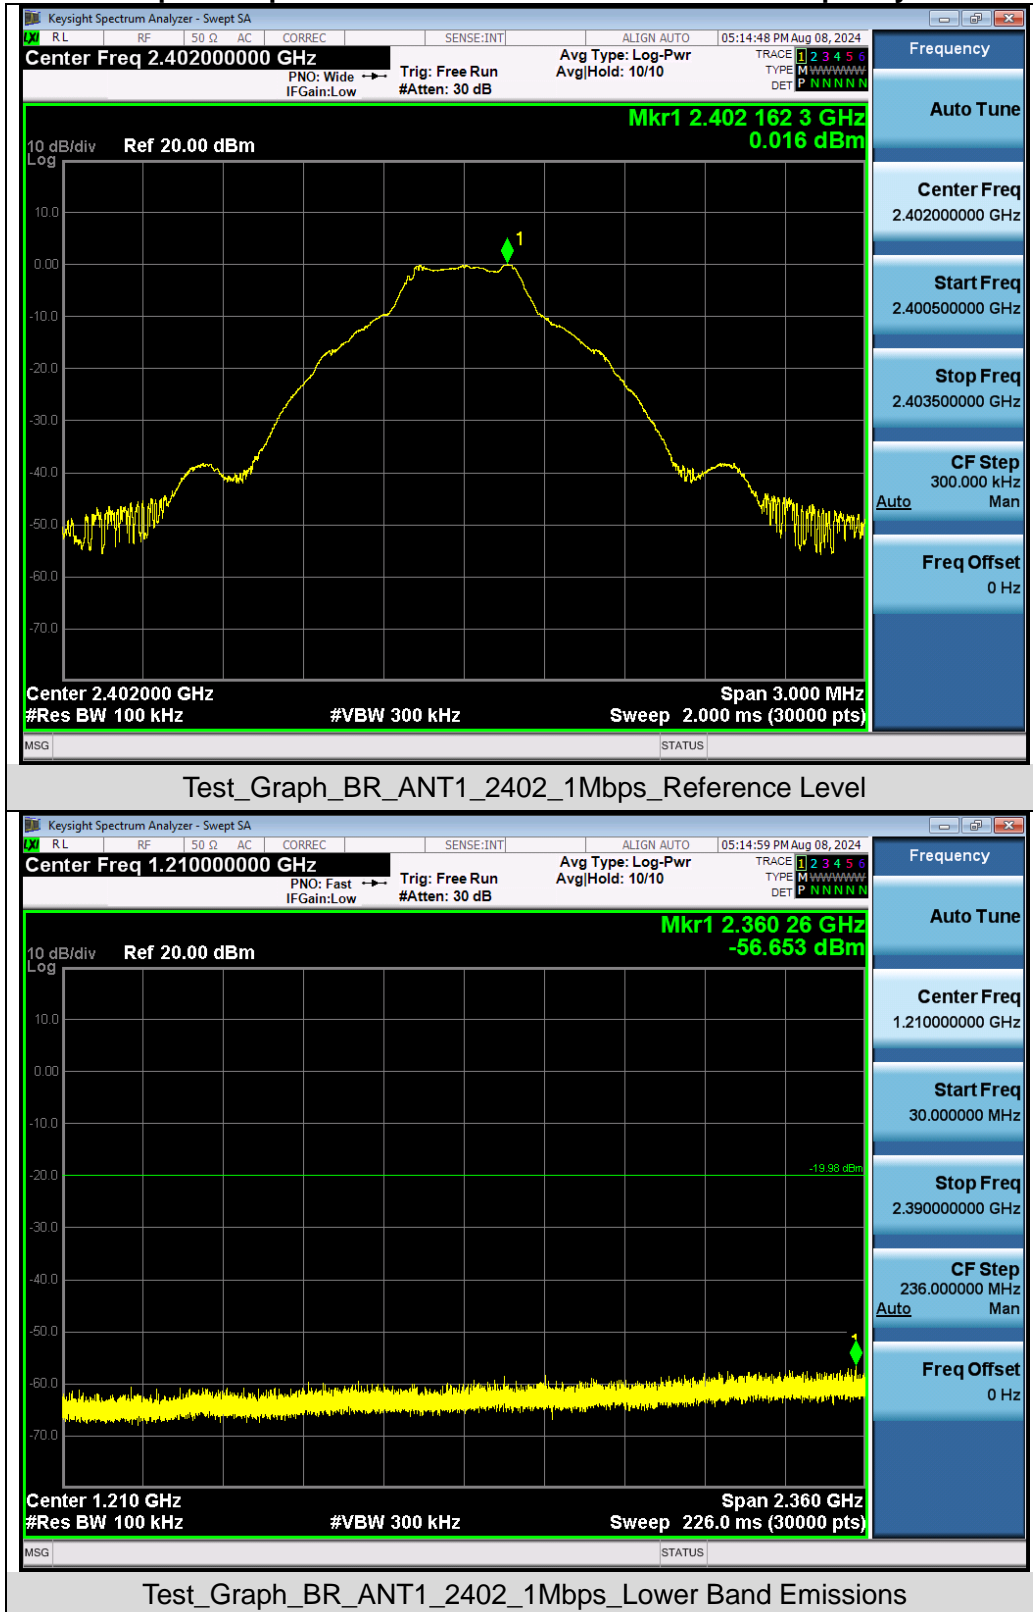 Keysight Spectrum Analyzer - Swept SA
LXI RL RF 50 Ω AC CORREC SENSE:INT ALIGN AUTO 05:14:48 PM Aug 08, 2024
Center Freq 2.402000000 GHz
PNO: Wide
IFGain:Low
Trig: Free Run
#Atten: 30 dB
Avg Type: Log-Pwr
Avg|Hold: 10/10
TRACE 1 2 3 4 5 6
TYPE M WWWWW
DET P N N N N N
Frequency
Mkr1 2.402 162 3 GHz
0.016 dBm
10 dB/div Ref 20.00 dBm
Log
1
10.0
0.00
-10.0
-20.0
-30.0
-40.0
-50.0
-60.0
-70.0
Center 2.402000 GHz Span 3.000 MHz
#Res BW 100 kHz #VBW 300 kHz Sweep 2.000 ms (30000 pts)
MSG STATUS
Auto Tune
Center Freq
2.402000000 GHz
Start Freq
2.400500000 GHz
Stop Freq
2.403500000 GHz
CF Step
300.000 kHz
Auto Man
Freq Offset
0 Hz
Test_Graph_BR_ANT1_2402_1Mbps_Reference Level
Keysight Spectrum Analyzer - Swept SA
LXI RL RF 50 Ω AC CORREC SENSE:INT ALIGN AUTO 05:14:59 PM Aug 08, 2024
Center Freq 1.210000000 GHz
PNO: Fast
IFGain:Low
Trig: Free Run
#Atten: 30 dB
Avg Type: Log-Pwr
Avg|Hold: 10/10
TRACE 1 2 3 4 5 6
TYPE M WWWWW
DET P N N N N N
Frequency
Mkr1 2.360 26 GHz
-56.653 dBm
10 dB/div Ref 20.00 dBm
Log
10.0
0.00
-10.0
-19.98 dBm
-20.0
-30.0
-40.0
-50.0
1
-60.0
-70.0
Center 1.210 GHz Span 2.360 GHz
#Res BW 100 kHz #VBW 300 kHz Sweep 226.0 ms (30000 pts)
MSG STATUS
Auto Tune
Center Freq
1.210000000 GHz
Start Freq
30.000000 MHz
Stop Freq
2.390000000 GHz
CF Step
236.000000 MHz
Auto Man
Freq Offset
0 Hz
Test_Graph_BR_ANT1_2402_1Mbps_Lower Band Emissions